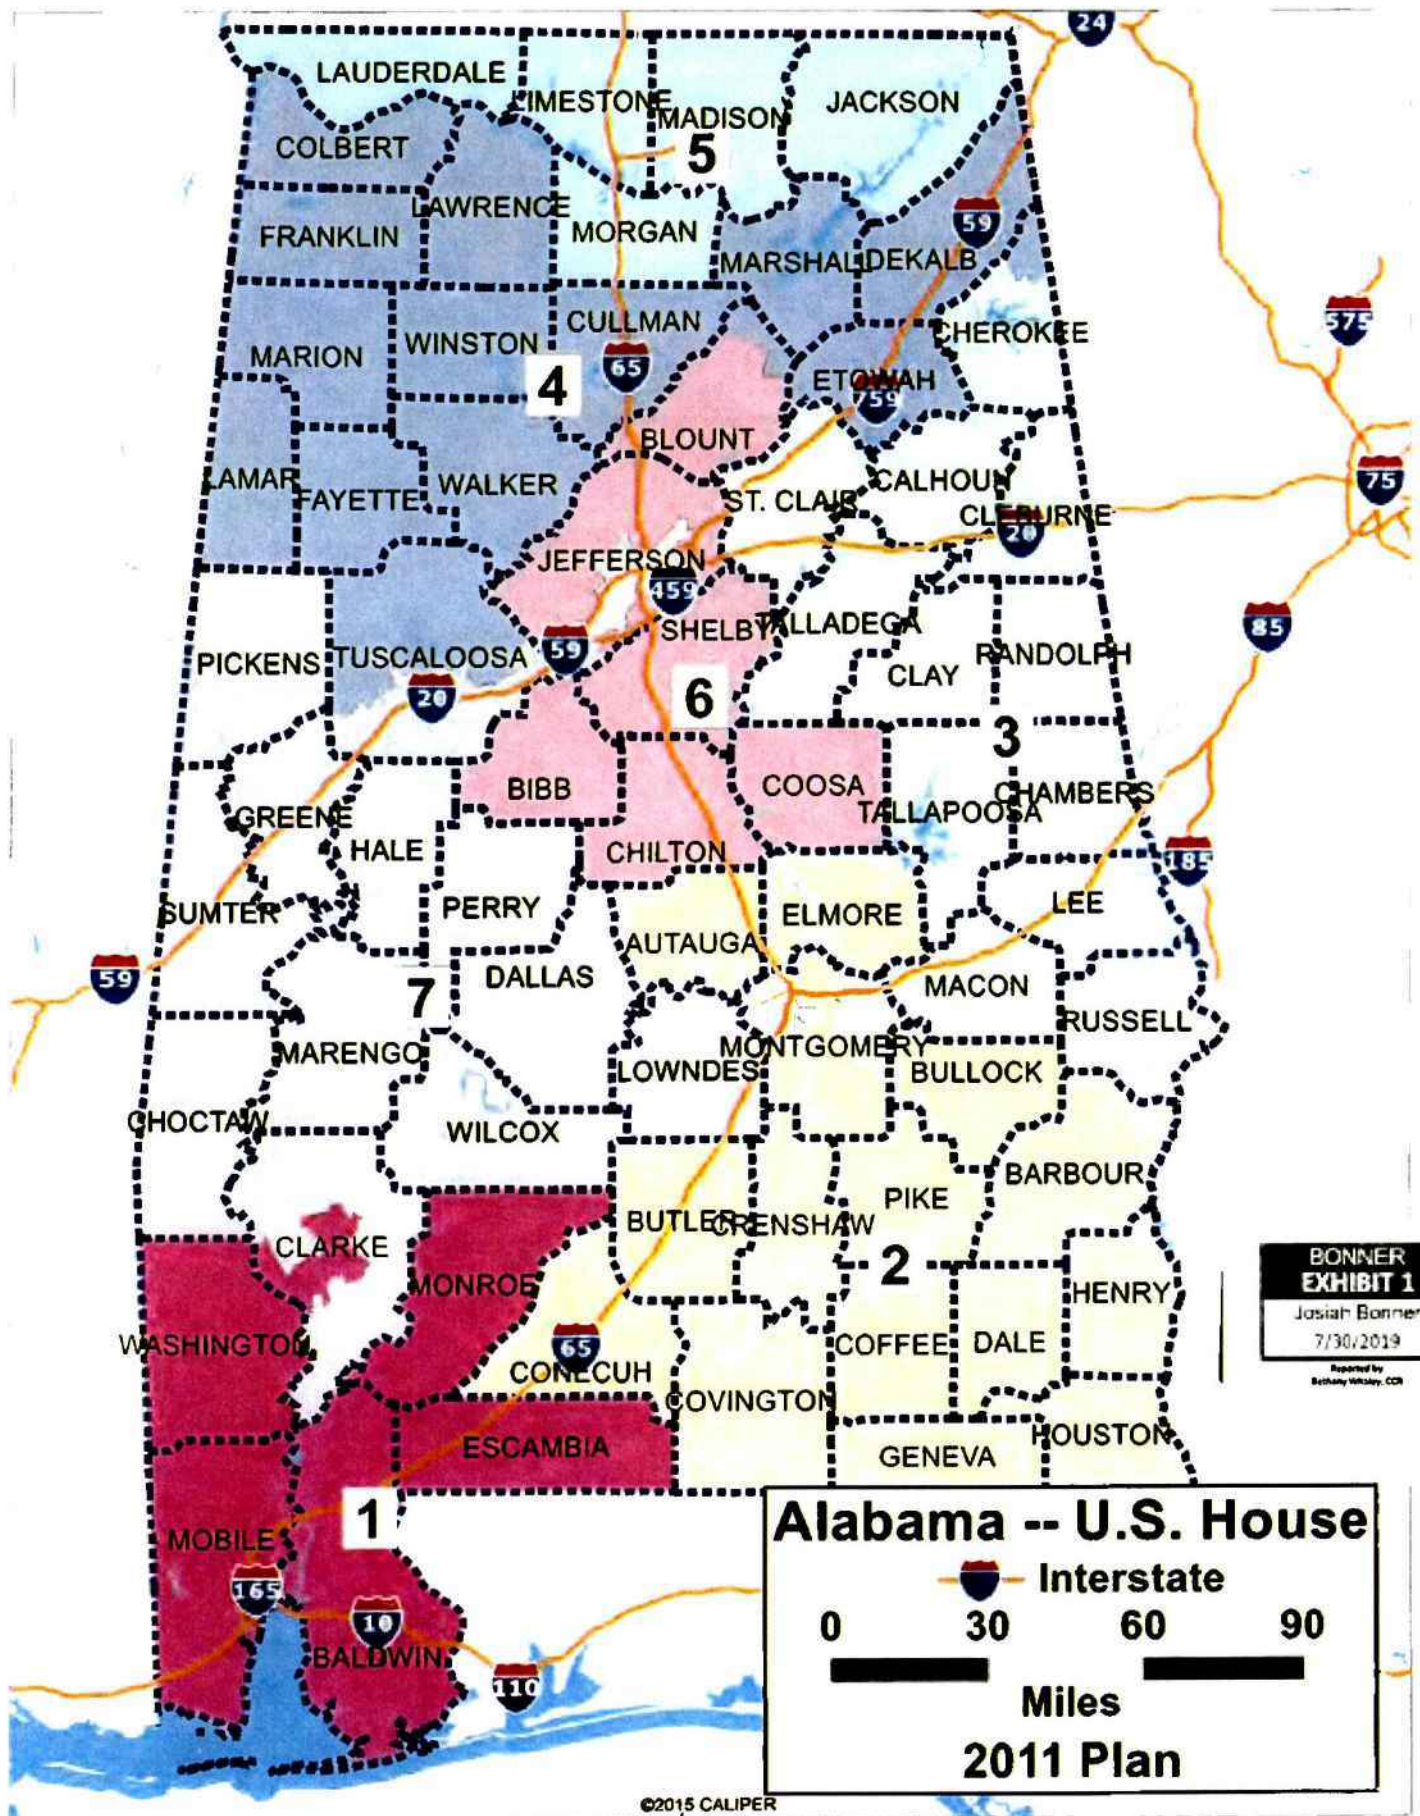 24
LAUDERDALE
LIMESTONE
MADISON
JACKSON
COLBERT
5
LAWRENCE
59
FRANKLIN
MORGAN
MARSHALL
DEKALB
CULLMAN
CHEROKEE
575
WINSTON
MARION
65
4
ETOWAH
759
BLOUNT
LAMAR
FAYETTE
WALKER
ST. CLAIR
CALHOUN
75
CLEBURNE
20
JEFFERSON
459
SHELBY
TALLADEGA
85
PICKENS
TUSCALOOSA
59
RANDOLPH
CLAY
20
6
3
BIBB
COOSA
CHAMBERS
TALLAPOOSA
GREENE
HALE
CHILTON
185
SUMTER
PERRY
ELMORE
LEE
AUTAUGA
59
DALLAS
MACON
7
RUSSELL
MARENGO
MONTGOMERY
LOWNDES
BULLOCK
CHOCTAW
WILCOX
BARBOUR
PIKE
BUTLER
CRENSHAW
CLARKE
2
MONROE
HENRY
WASHINGTON
65
COFFEE
DALE
CONECUH
COVINGTON
ESCAMBIA
HOUSTON
GENEVA
1
MOBILE
165
10
BALDWIN
110
BONNER
EXHIBIT 1
Josiah Bonner
7/30/2019
Reported by
Bethany Whaley, CCR
Alabama -- U.S. House
Interstate
0 30 60 90
Miles
2011 Plan
©2015 CALIPER